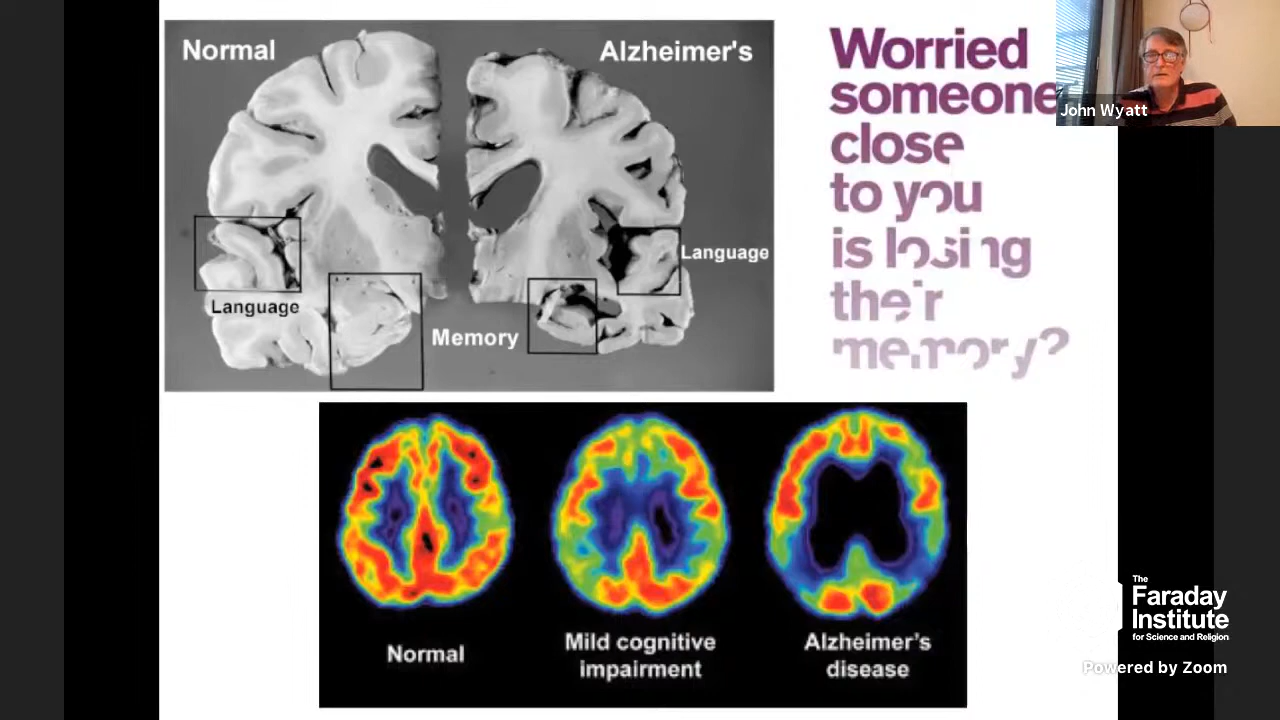 Normal
Alzheimer's
Language
Language
Memory
Worried
someone
close
to you
is losing
their
memory?
John Wyatt
Normal
Mild cognitive
impairment
Alzheimer's
disease
The
Faraday
Institute
for Science and Religion
Powered by Zoom